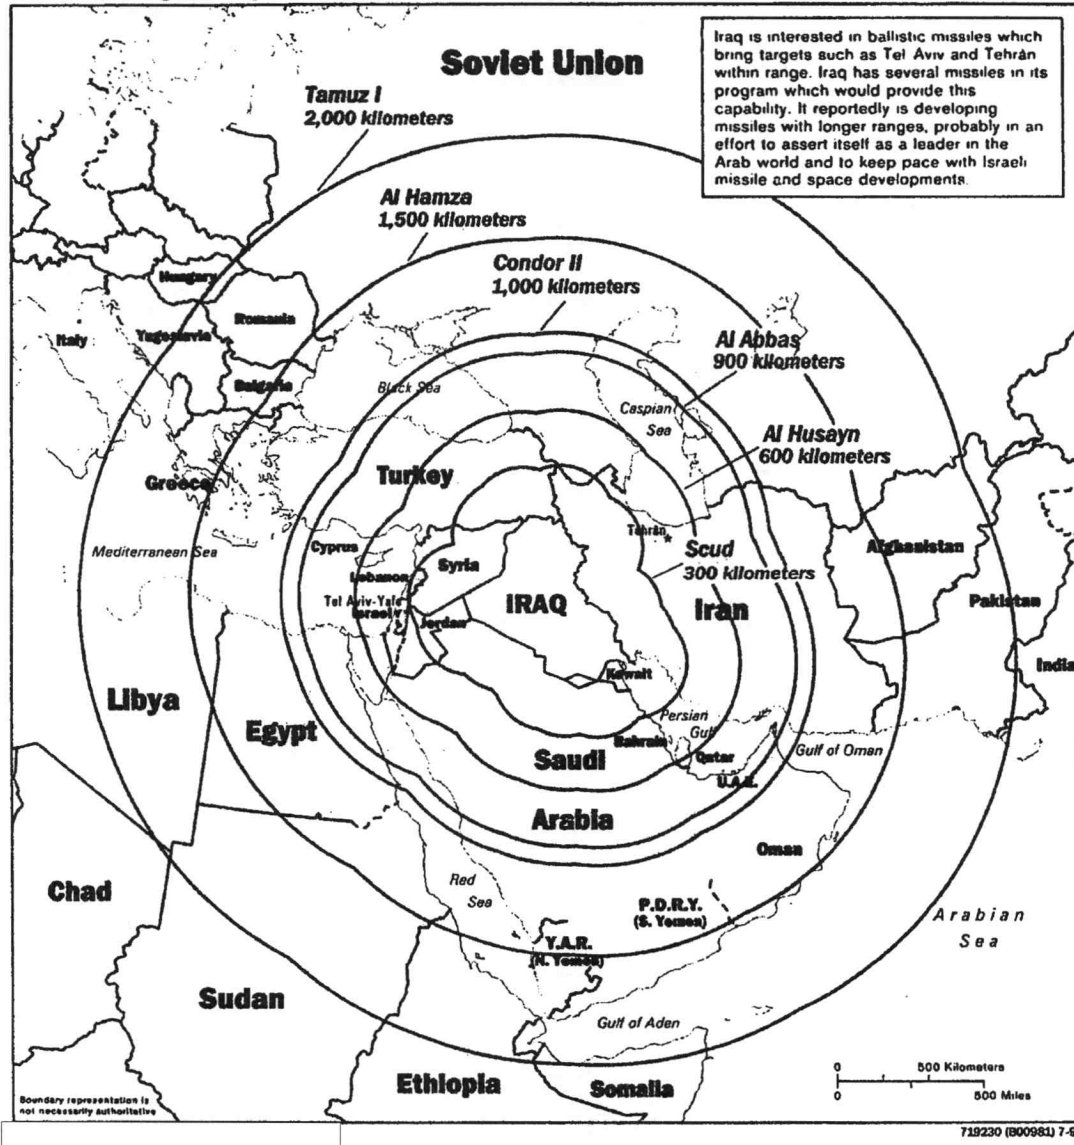 Iraq is interested in ballistic missiles which
bring targets such as Tel Aviv and Tehrān
within range. Iraq has several missiles in its
program which would provide this
capability. It reportedly is developing
missiles with longer ranges, probably in an
effort to assert itself as a leader in the
Arab world and to keep pace with Israeli
missile and space developments.
Soviet Union
Tamuz I
2,000 kilometers
Al Hamza
1,500 kilometers
Condor II
1,000 kilometers
Al Abbas
900 kilometers
Al Husayn
600 kilometers
Scud
300 kilometers
Hungary
Romania
Italy
Yugoslavia
Bulgaria
Black Sea
Caspian
Sea
Turkey
Greece
Tehrān
Mediterranean Sea
Cyprus
Syria
Lebanon
Afghanistan
Tel Aviv-Yafo
Israel
IRAQ
Iran
Pakistan
Jordan
Kuwait
India
Libya
Egypt
Persian
Gulf
Bahrain
Qatar
Gulf of Oman
Saudi
U.A.E.
Arabia
Oman
Chad
Red
Sea
P.D.R.Y.
(S. Yemen)
Arabian
Sea
Y.A.R.
(N. Yemen)
Sudan
Gulf of Aden
Ethiopia
Somalia
0 500 Kilometers
0 500 Miles
Boundary representation is
not necessarily authoritative
719230 (B00981) 7-9